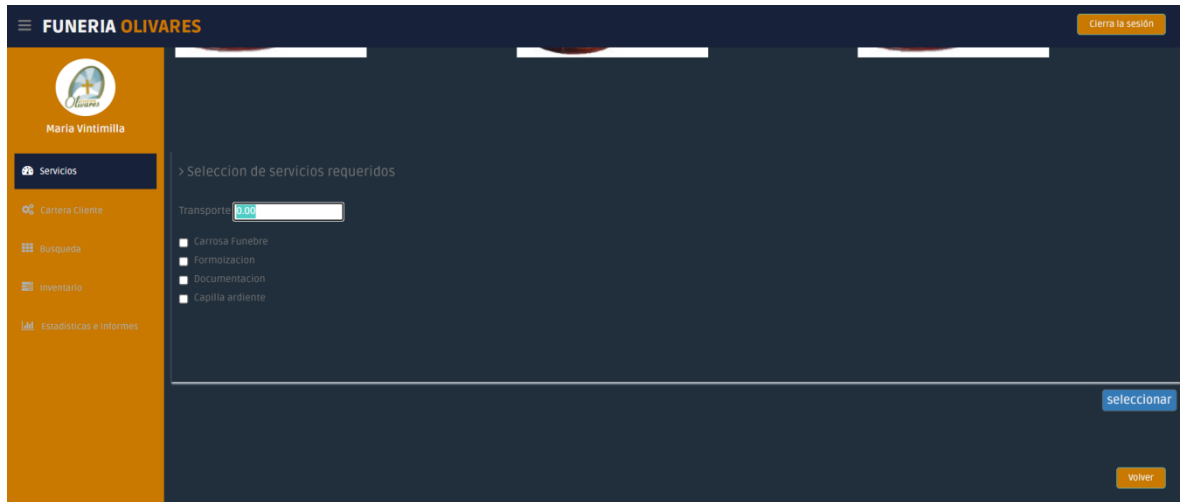 FUNERIA OLIVARES
Cierra la sesión
Olivares
Maria Vintimilla
Servicios
Cartera Cliente
Busqueda
Inventario
Estadisticas e Informes
> Seleccion de servicios requeridos
Transporte 0.00
Carrosa Funebre
Formolzacion
Documentacion
Capilla ardiente
seleccionar
Volver